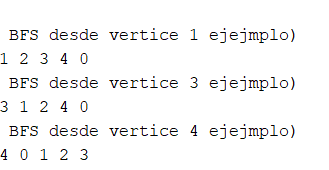 BFS desde vertice 1 ejejmplo)
1 2 3 4 0
BFS desde vertice 3 ejejmplo)
3 1 2 4 0
BFS desde vertice 4 ejejmplo)
4 0 1 2 3